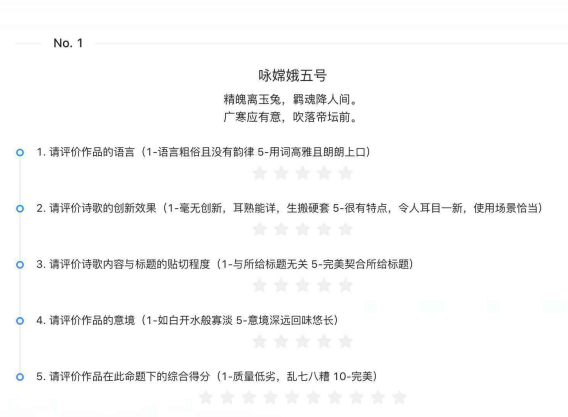 No. 1
咏嫦娥五号
精魄离玉兔，羁魂降人间。
广寒应有意，吹落帝坛前。
1. 请评价作品的语言（1-语言粗俗且没有韵律 5-用词高雅且朗朗上口）
2. 请评价诗歌的创新效果（1-毫无创新，耳熟能详，生搬硬套 5-很有特点，令人耳目一新，使用场景恰当）
3. 请评价诗歌内容与标题的贴切程度（1-与所给标题无关 5-完美契合所给标题）
4. 请评价作品的意境（1-如白开水般寡淡 5-意境深远回味悠长）
5. 请评价作品在此命题下的综合得分（1-质量低劣，乱七八糟 10-完美）